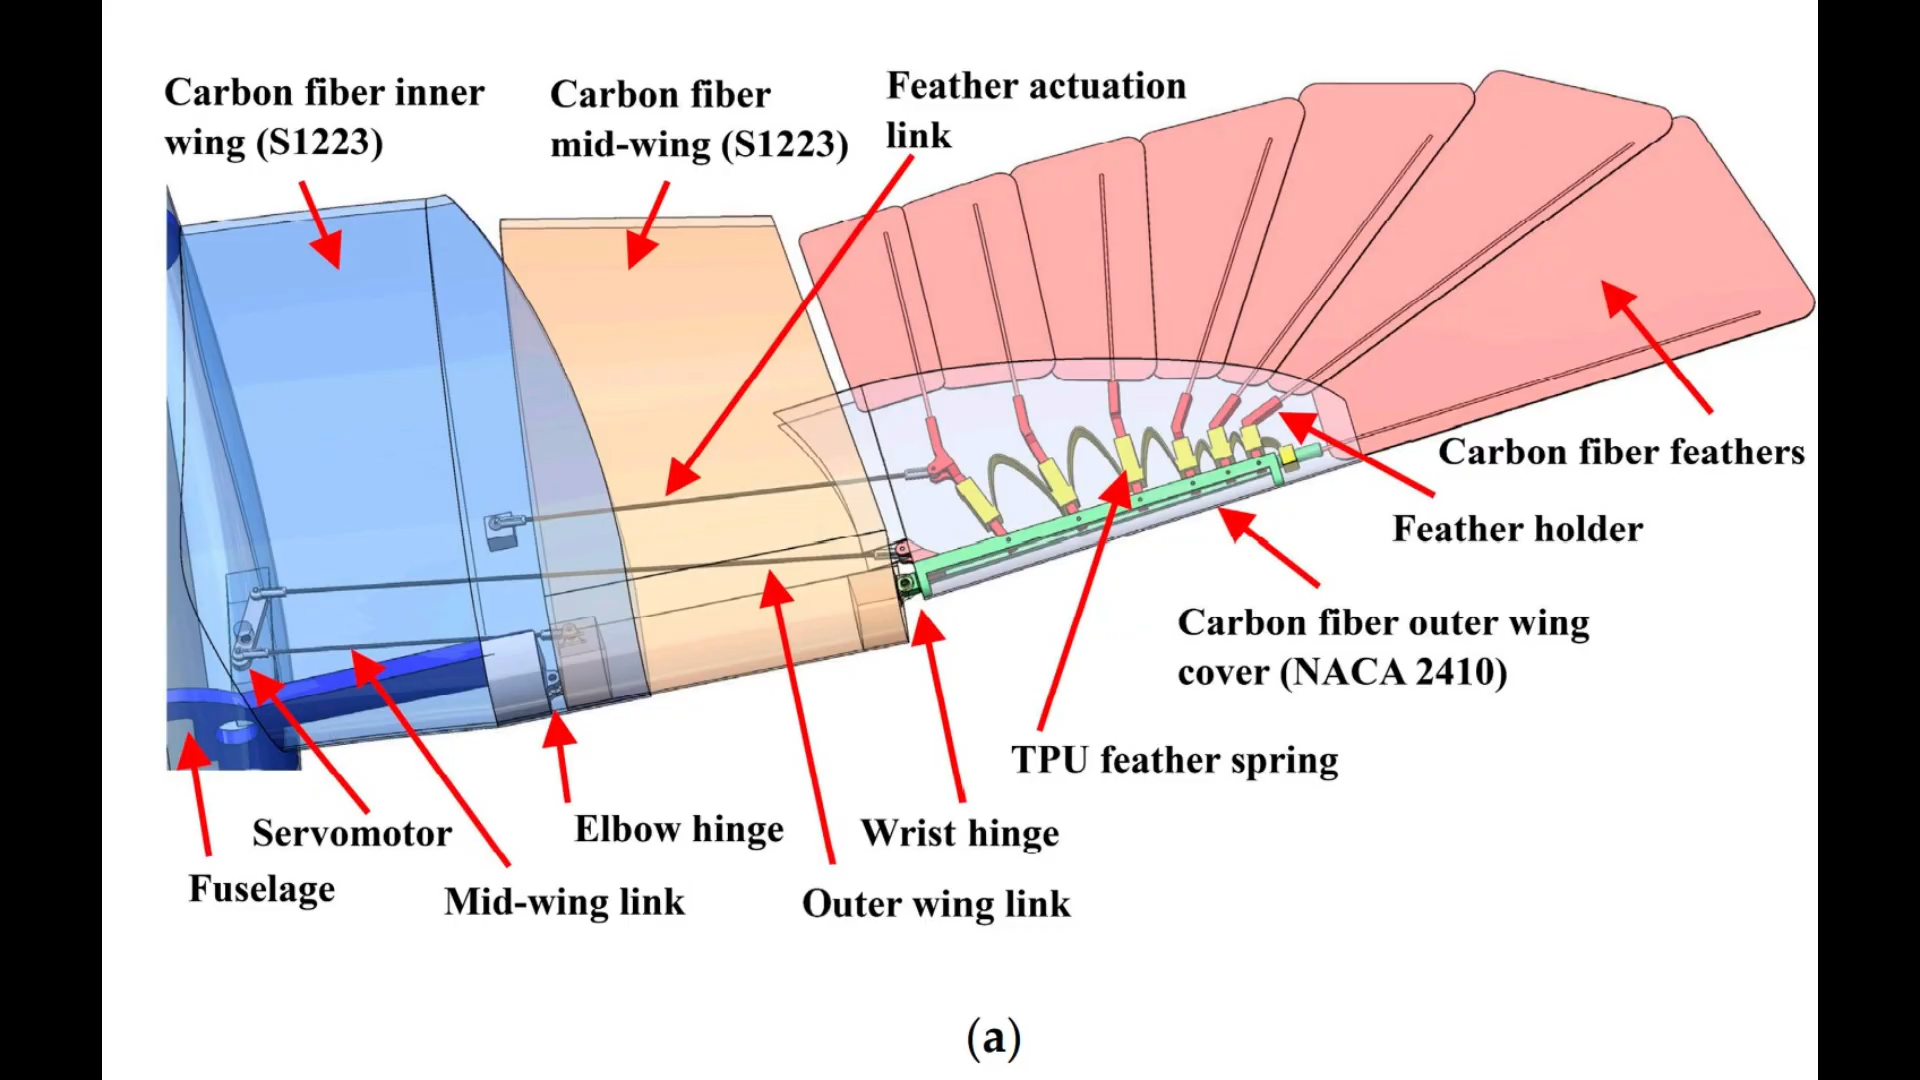 Carbon fiber inner
wing (S1223)
Carbon fiber
mid-wing (S1223)
Feather actuation
link
Carbon fiber feathers
Feather holder
Carbon fiber outer wing
cover (NACA 2410)
TPU feather spring
Servomotor
Elbow hinge
Wrist hinge
Fuselage
Mid-wing link
Outer wing link
(a)